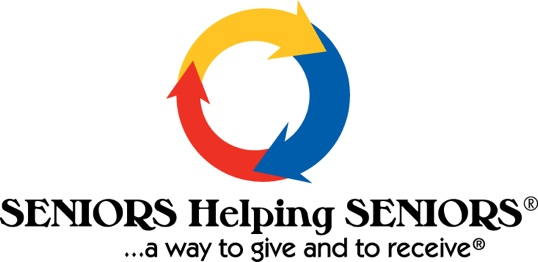 SENIORS Helping SENIORS®
...a way to give and to receive®